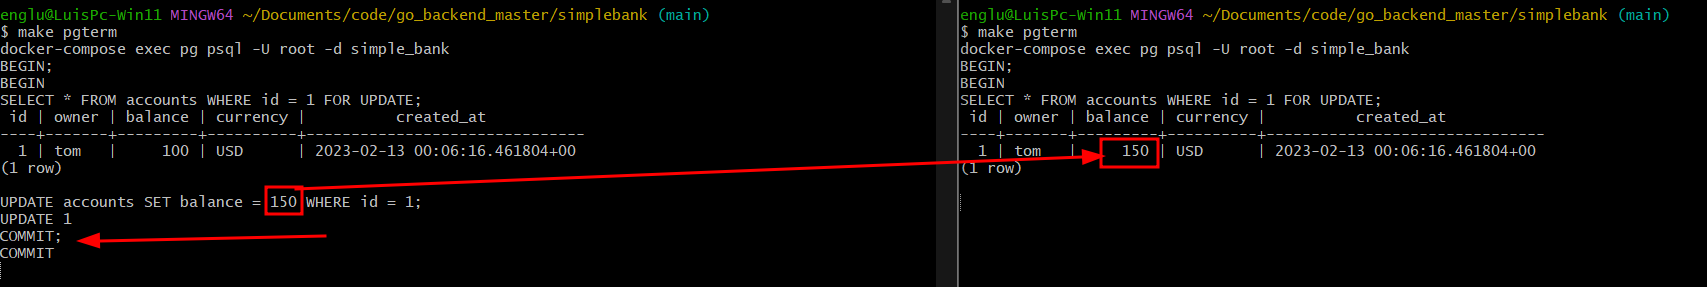 englu@LuisPc-Win11 MINGW64 ~/Documents/code/go_backend_master/simplebank (main)
$ make pgterm
docker-compose exec pg psql -U root -d simple_bank
BEGIN;
BEGIN
SELECT * FROM accounts WHERE id = 1 FOR UPDATE;
 id | owner | balance | currency |          created_at
----+-------+---------+----------+-------------------------------
  1 | tom   |     100 | USD      | 2023-02-13 00:06:16.461804+00
(1 row)
UPDATE accounts SET balance = 150 WHERE id = 1;
UPDATE 1
COMMIT;
COMMIT
englu@LuisPc-Win11 MINGW64 ~/Documents/code/go_backend_master/simplebank (main)
$ make pgterm
docker-compose exec pg psql -U root -d simple_bank
BEGIN;
BEGIN
SELECT * FROM accounts WHERE id = 1 FOR UPDATE;
 id | owner | balance | currency |          created_at
----+-------+---------+----------+-------------------------------
  1 | tom   |     150 | USD      | 2023-02-13 00:06:16.461804+00
(1 row)